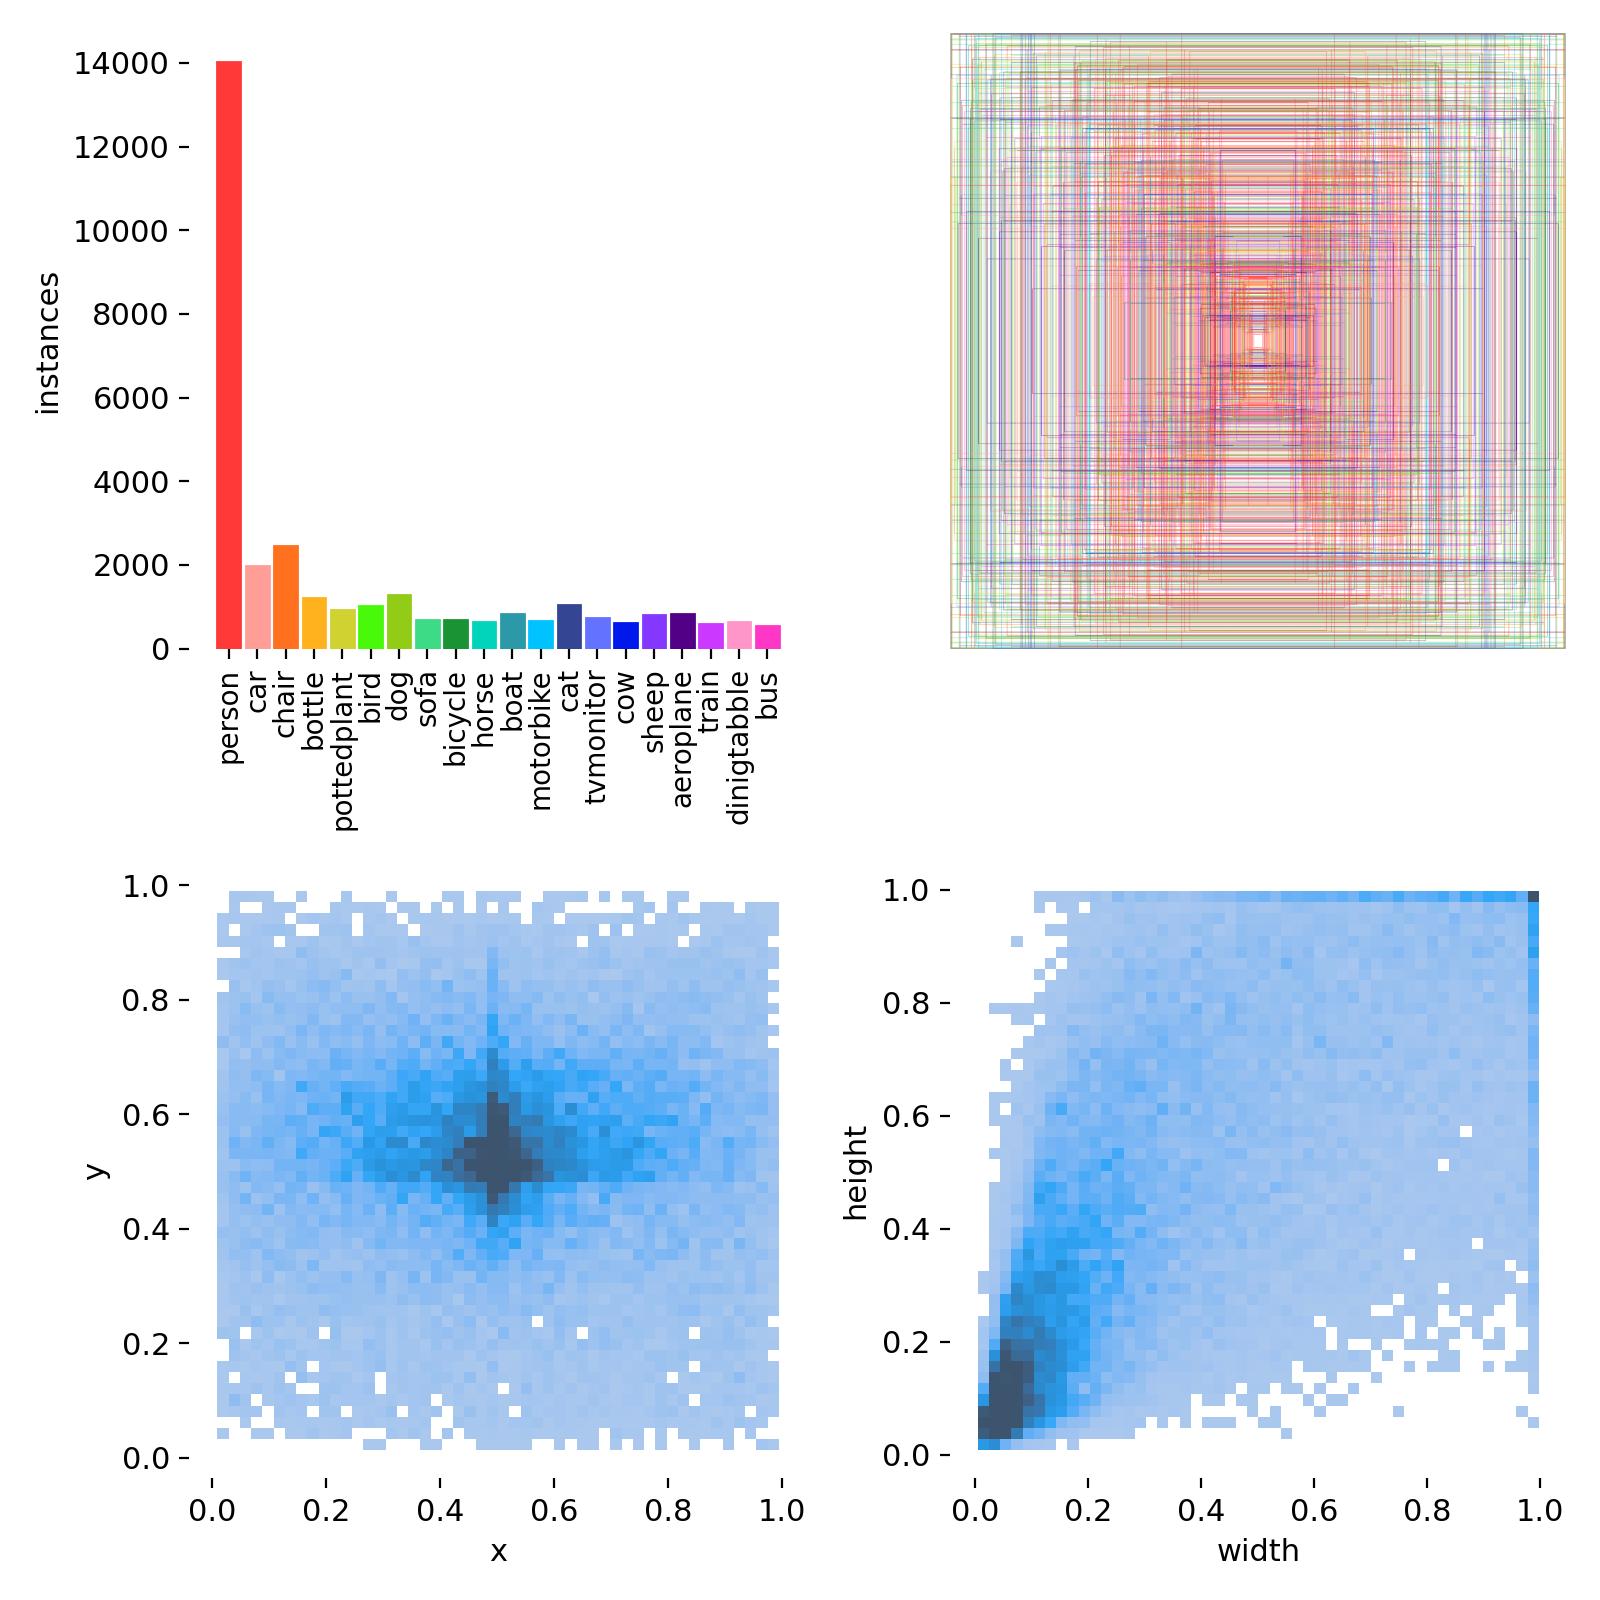 14000
12000
10000
8000
6000
4000
2000
0
instances
person
car
chair
bottle
pottedplant
bird
dog
sofa
bicycle
horse
boat
motorbike
cat
tvmonitor
cow
sheep
aeroplane
train
dinigtabble
bus
1.0
0.8
0.6
0.4
0.2
0.0
y
0.0 0.2 0.4 0.6 0.8 1.0
x
1.0
0.8
0.6
0.4
0.2
0.0
height
0.0 0.2 0.4 0.6 0.8 1.0
width